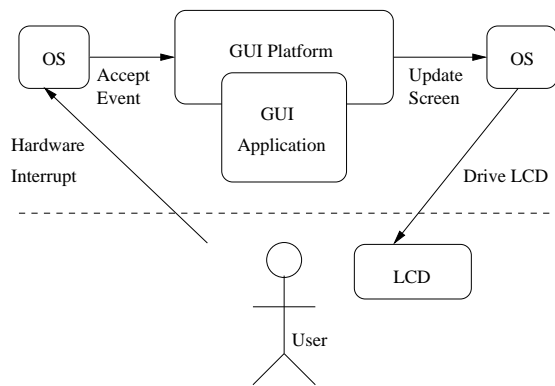 OS
Accept
Event
GUI Platform
GUI
Application
Update
Screen
OS
Hardware
Interrupt
Drive LCD
LCD
User